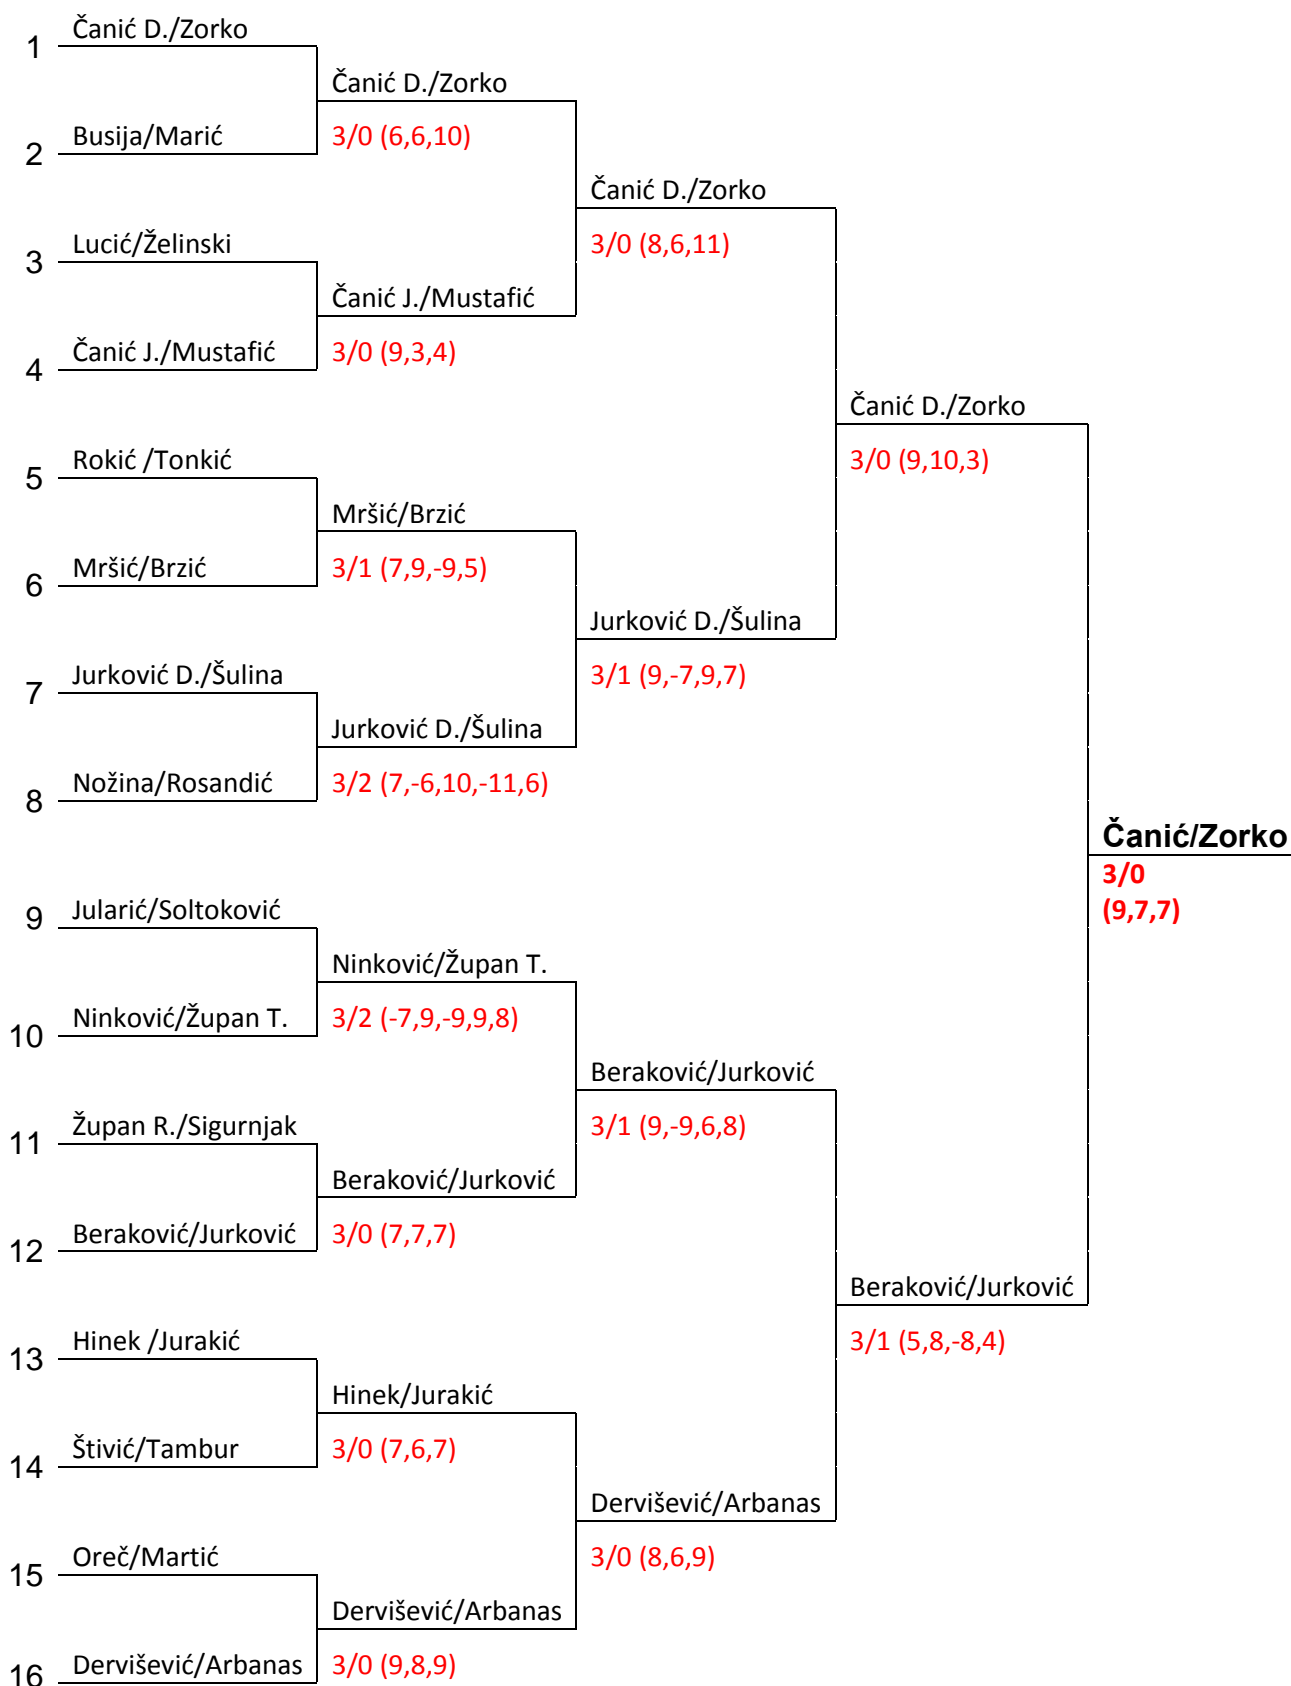 1 Čanić D./Zorko
Čanić D./Zorko
2 Busija/Marić
3/0 (6,6,10)
Čanić D./Zorko
3 Lucić/Želinski
3/0 (8,6,11)
Čanić J./Mustafić
4 Čanić J./Mustafić
3/0 (9,3,4)
Čanić D./Zorko
5 Rokić /Tonkić
3/0 (9,10,3)
Mršić/Brzić
6 Mršić/Brzić
3/1 (7,9,-9,5)
Jurković D./Šulina
7 Jurković D./Šulina
3/1 (9,-7,9,7)
Jurković D./Šulina
8 Nožina/Rosandić
3/2 (7,-6,10,-11,6)
Čanić/Zorko
3/0
(9,7,7)
9 Jularić/Soltoković
Ninković/Župan T.
10 Ninković/Župan T.
3/2 (-7,9,-9,9,8)
Beraković/Jurković
11 Župan R./Sigurnjak
3/1 (9,-9,6,8)
Beraković/Jurković
12 Beraković/Jurković
3/0 (7,7,7)
Beraković/Jurković
13 Hinek /Jurakić
3/1 (5,8,-8,4)
Hinek/Jurakić
14 Štivić/Tambur
3/0 (7,6,7)
Dervišević/Arbanas
15 Oreč/Martić
3/0 (8,6,9)
Dervišević/Arbanas
16 Dervišević/Arbanas
3/0 (9,8,9)